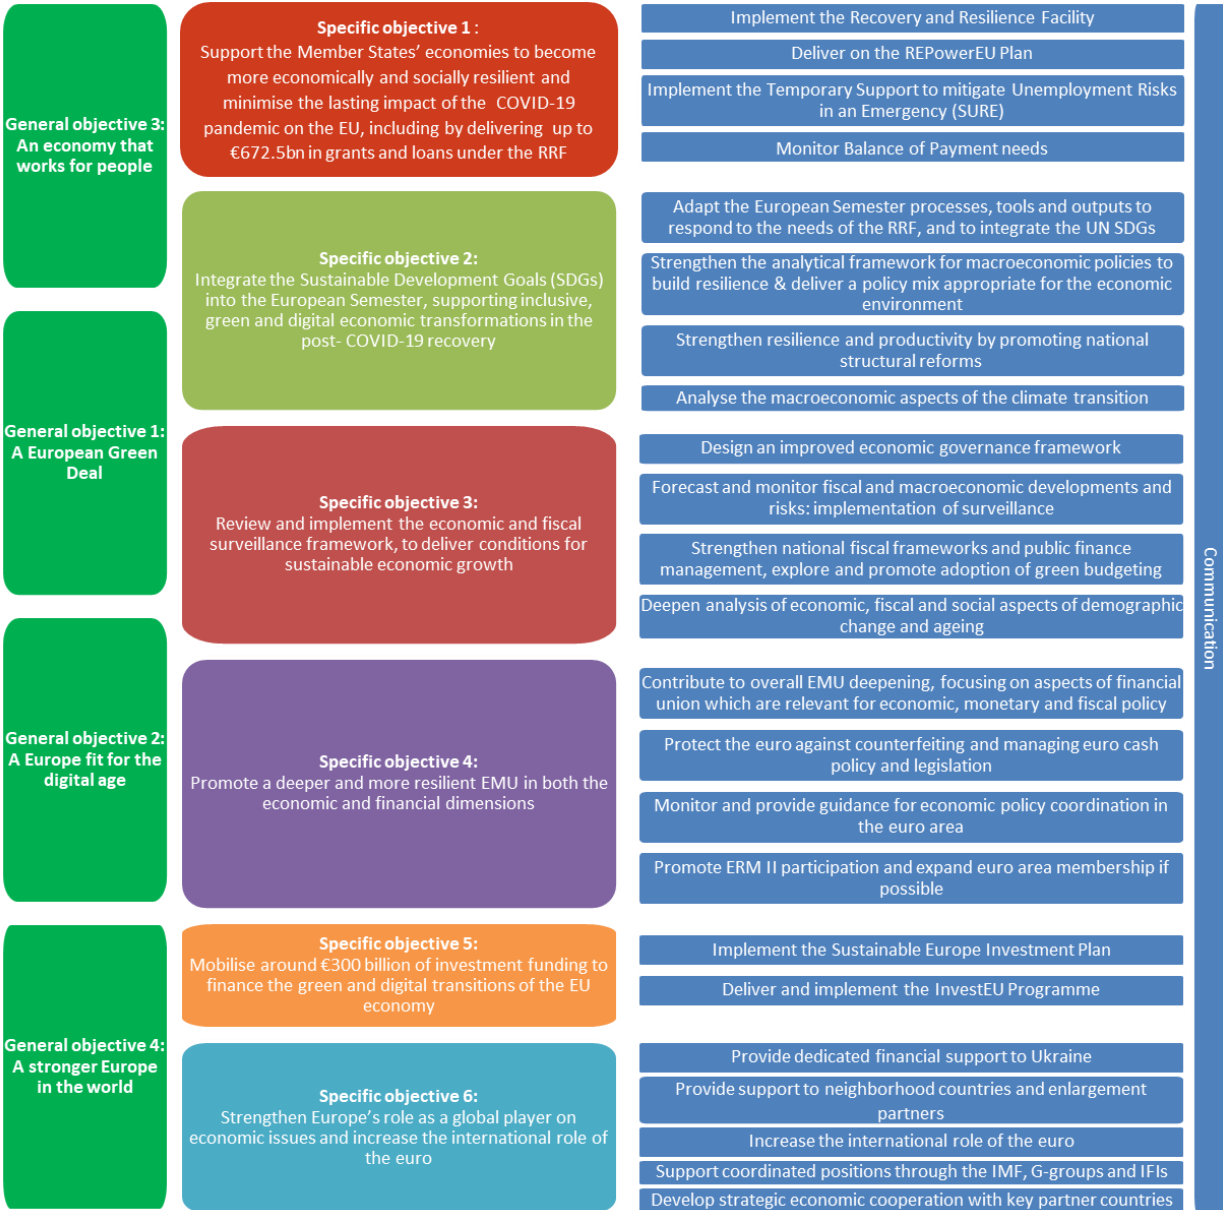 General objective 3:
An economy that
works for people
General objective 1:
A European Green
Deal
General objective 2:
A Europe fit for the
digital age
General objective 4:
A stronger Europe
in the world
Specific objective 1 :
Support the Member States’ economies to become
more economically and socially resilient and
minimise the lasting impact of the COVID-19
pandemic on the EU, including by delivering up to
€672.5bn in grants and loans under the RRF
Specific objective 2:
Integrate the Sustainable Development Goals (SDGs)
into the European Semester, supporting inclusive,
green and digital economic transformations in the
post- COVID-19 recovery
Specific objective 3:
Review and implement the economic and fiscal
surveillance framework, to deliver conditions for
sustainable economic growth
Specific objective 4:
Promote a deeper and more resilient EMU in both the
economic and financial dimensions
Specific objective 5:
Mobilise around €300 billion of investment funding to
finance the green and digital transitions of the EU
economy
Specific objective 6:
Strengthen Europe’s role as a global player on
economic issues and increase the international role of
the euro
Implement the Recovery and Resilience Facility
Deliver on the REPowerEU Plan
Implement the Temporary Support to mitigate Unemployment Risks
in an Emergency (SURE)
Monitor Balance of Payment needs
Adapt the European Semester processes, tools and outputs to
respond to the needs of the RRF, and to integrate the UN SDGs
Strengthen the analytical framework for macroeconomic policies to
build resilience & deliver a policy mix appropriate for the economic
environment
Strengthen resilience and productivity by promoting national
structural reforms
Analyse the macroeconomic aspects of the climate transition
Design an improved economic governance framework
Forecast and monitor fiscal and macroeconomic developments and
risks: implementation of surveillance
Strengthen national fiscal frameworks and public finance
management, explore and promote adoption of green budgeting
Deepen analysis of economic, fiscal and social aspects of demographic
change and ageing
Contribute to overall EMU deepening, focusing on aspects of financial
union which are relevant for economic, monetary and fiscal policy
Protect the euro against counterfeiting and managing euro cash
policy and legislation
Monitor and provide guidance for economic policy coordination in
the euro area
Promote ERM II participation and expand euro area membership if
possible
Implement the Sustainable Europe Investment Plan
Deliver and implement the InvestEU Programme
Provide dedicated financial support to Ukraine
Provide support to neighborhood countries and enlargement
partners
Increase the international role of the euro
Support coordinated positions through the IMF, G-groups and IFIs
Develop strategic economic cooperation with key partner countries
Communication